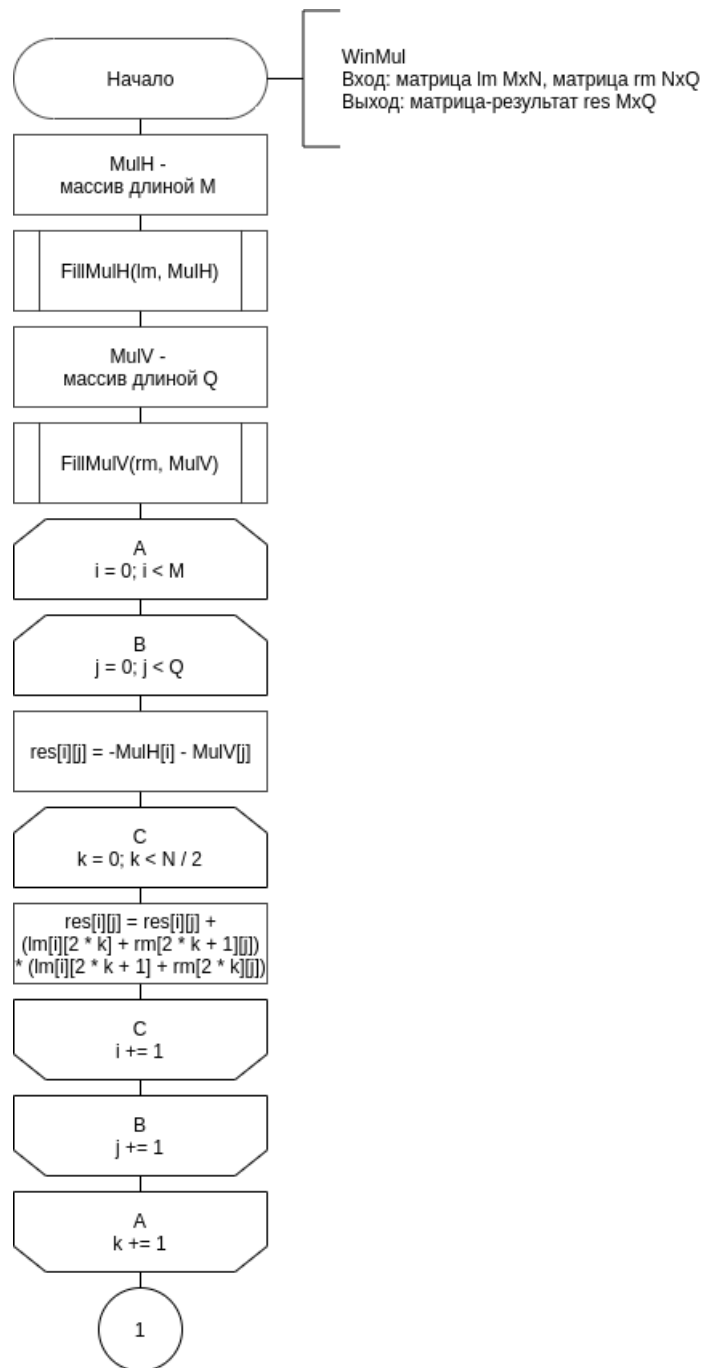 Начало
WinMul
Вход: матрица lm MxN, матрица rm NxQ
Выход: матрица-результат res MxQ
MulH -
массив длиной M
FillMulH(lm, MulH)
MulV -
массив длиной Q
FillMulV(rm, MulV)
A
i = 0; i < M
B
j = 0; j < Q
res[i][j] = -MulH[i] - MulV[j]
C
k = 0; k < N / 2
res[i][j] = res[i][j] +
(lm[i][2 * k] + rm[2 * k + 1][j])
* (lm[i][2 * k + 1] + rm[2 * k][j])
C
i += 1
B
j += 1
A
k += 1
1